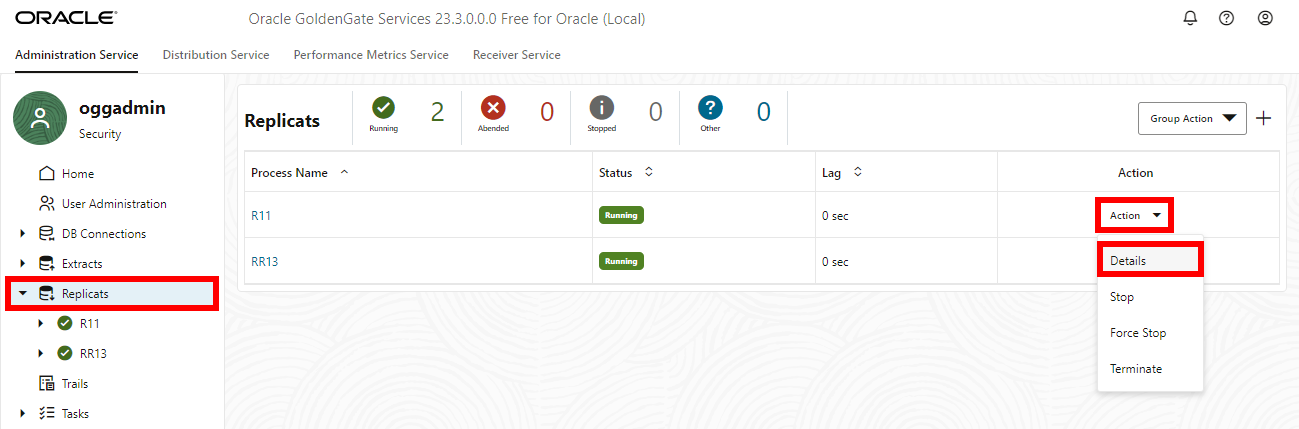 ORACLE Oracle GoldenGate Services 23.3.0.0.0 Free for Oracle (Local)
Administration Service Distribution Service Performance Metrics Service Receiver Service
oggadmin
Security
Home
User Administration
DB Connections
Extracts
Replicats
R11
RR13
Trails
Tasks
Replicats
Running 2
Abended 0
Stopped 0
Other 0
Group Action
Process Name Status Lag Action
R11 Running 0 sec Action
RR13 Running 0 sec
Details
Stop
Force Stop
Terminate